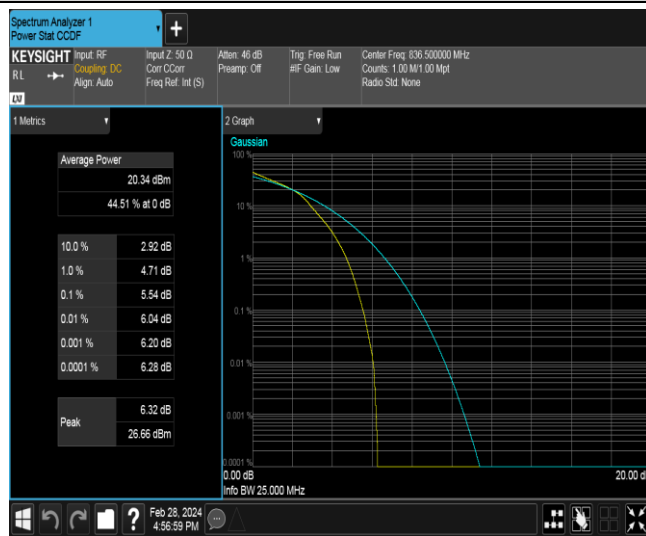 Spectrum Analyzer 1
Power Stat CCDF
+
KEYSIGHT
RL
Input: RF
Coupling: DC
Align: Auto
Input Z: 50 Ω
Corr CCorr
Freq Ref: Int (S)
Atten: 46 dB
Preamp: Off
Trig: Free Run
#IF Gain: Low
Center Freq: 836.500000 MHz
Counts: 1.00 M/1.00 Mpt
Radio Std: None
LXI
1 Metrics
Average Power
20.34 dBm
44.51 % at 0 dB
10.0 % 2.92 dB
1.0 % 4.71 dB
0.1 % 5.54 dB
0.01 % 6.04 dB
0.001 % 6.20 dB
0.0001 % 6.28 dB
Peak
6.32 dB
26.66 dBm
2 Graph
Gaussian
100 %
10 %
1 %
0.1 %
0.01 %
0.001 %
0.0001 %
0.00 dB 20.00 d
Info BW 25.000 MHz
?
Feb 28, 2024
4:56:59 PM